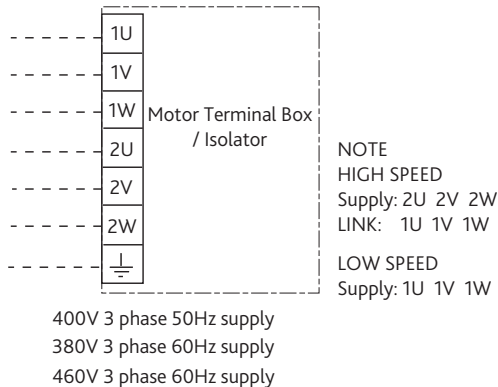 1U
1V
1W
2U
2V
2W
Motor Terminal Box
/ Isolator
NOTE
HIGH SPEED
Supply: 2U 2V 2W
LINK: 1U 1V 1W
LOW SPEED
Supply: 1U 1V 1W
400V 3 phase 50Hz supply
380V 3 phase 60Hz supply
460V 3 phase 60Hz supply